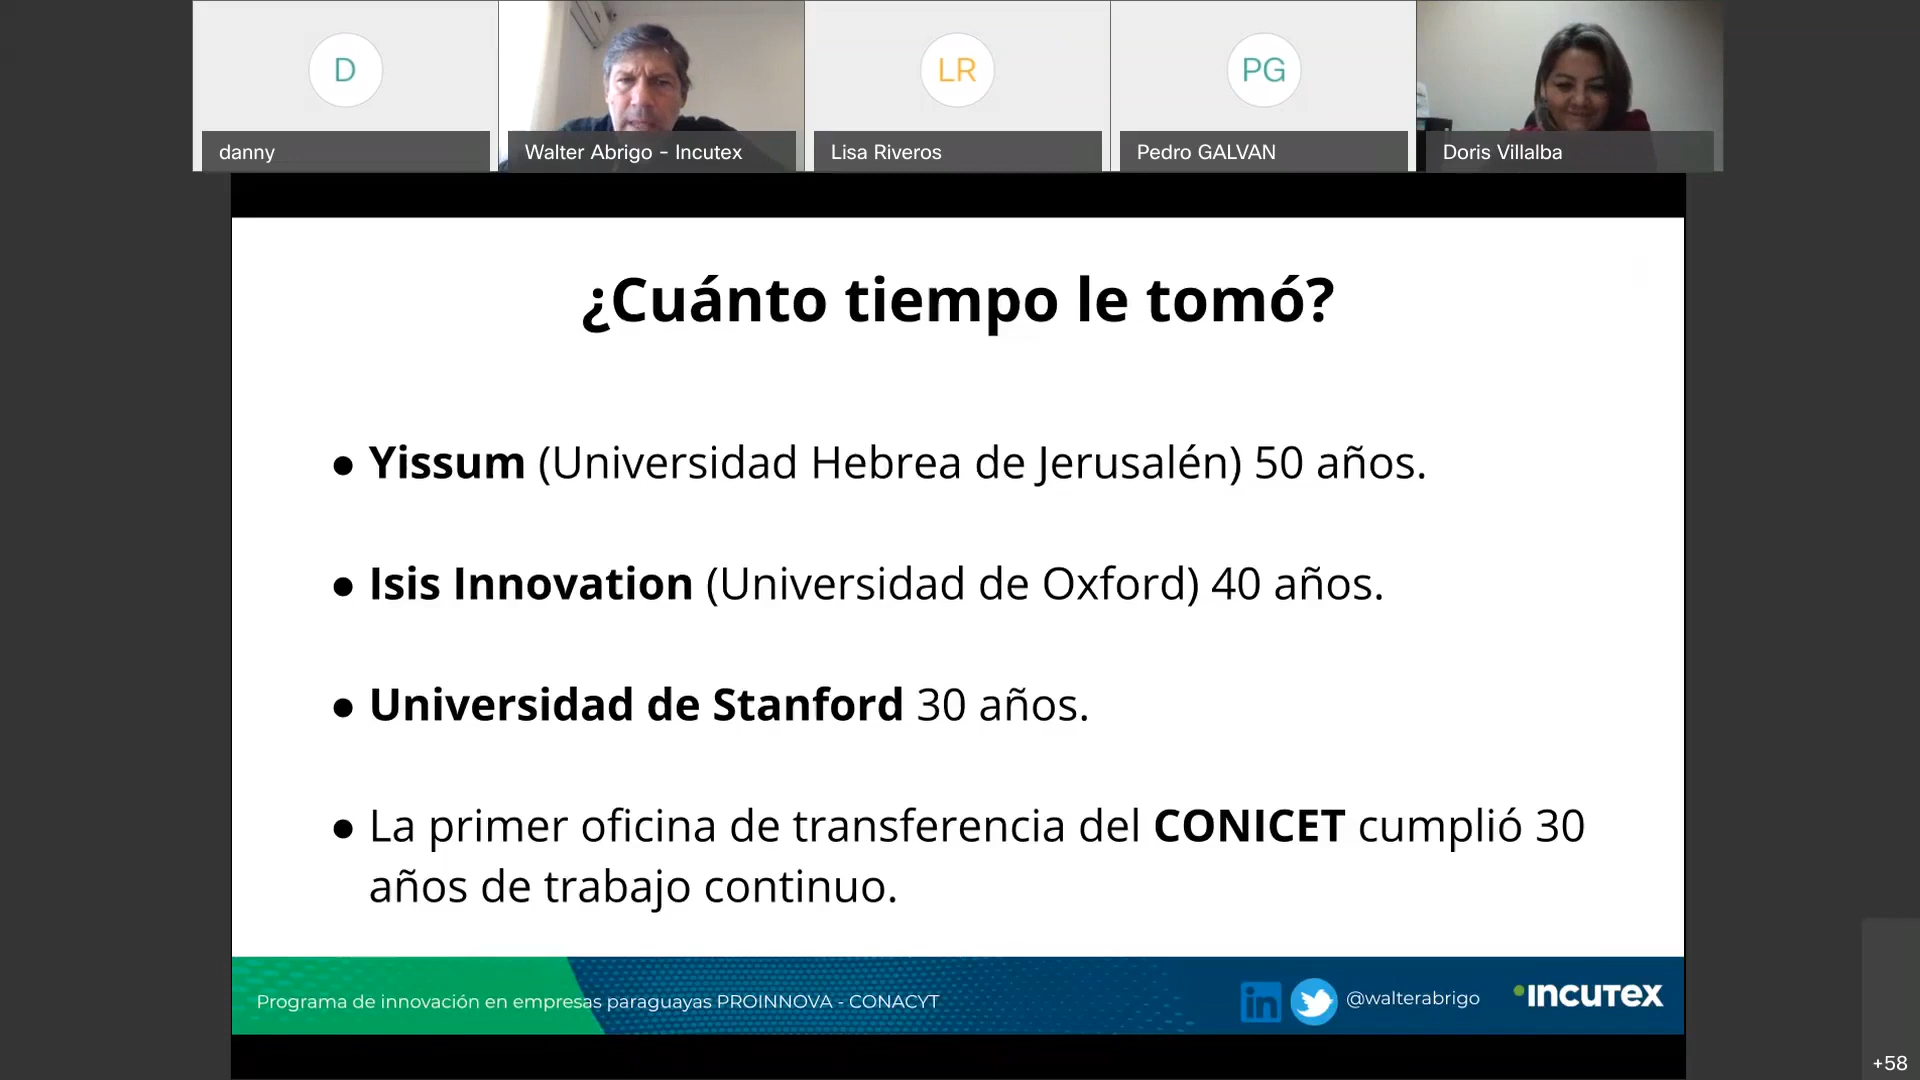 D
danny
Walter Abrigo - Incutex
LR
Lisa Riveros
PG
Pedro GALVAN
Doris Villalba
¿Cuánto tiempo le tomó?
● Yissum (Universidad Hebrea de Jerusalén) 50 años.
● Isis Innovation (Universidad de Oxford) 40 años.
● Universidad de Stanford 30 años.
● La primer oficina de transferencia del CONICET cumplió 30
años de trabajo continuo.
Programa de innovación en empresas paraguayas PROINNOVA - CONACYT
in
@walterabrigo
INCUTEX
+58